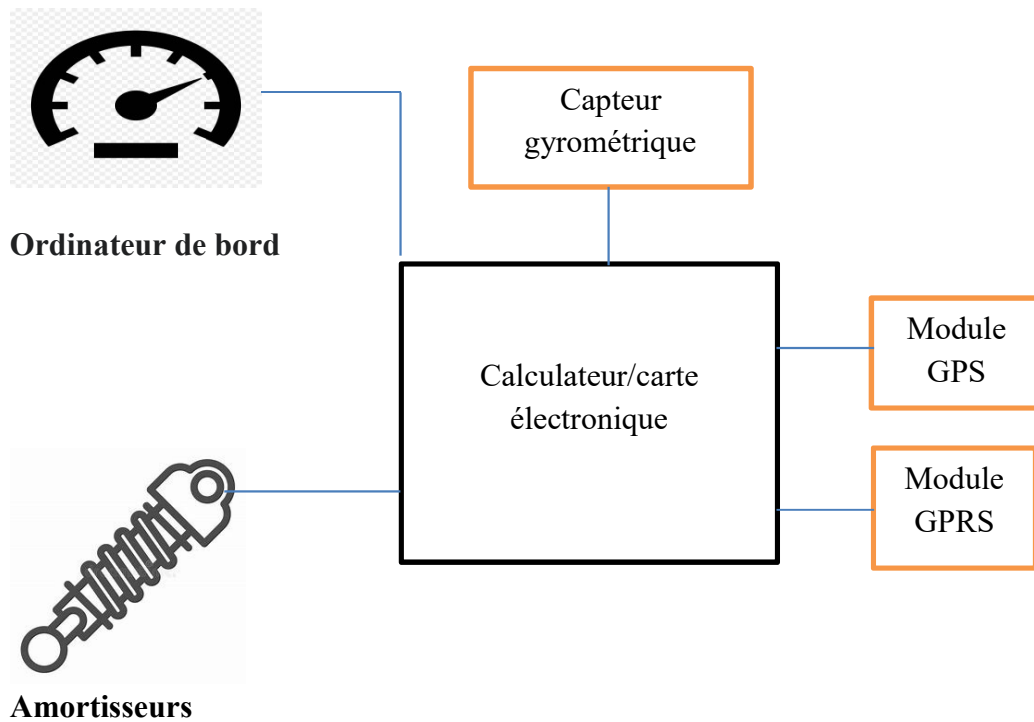 Capteur
gyrométrique
Ordinateur de bord
Calculateur/carte
électronique
Module
GPS
Module
GPRS
Amortisseurs